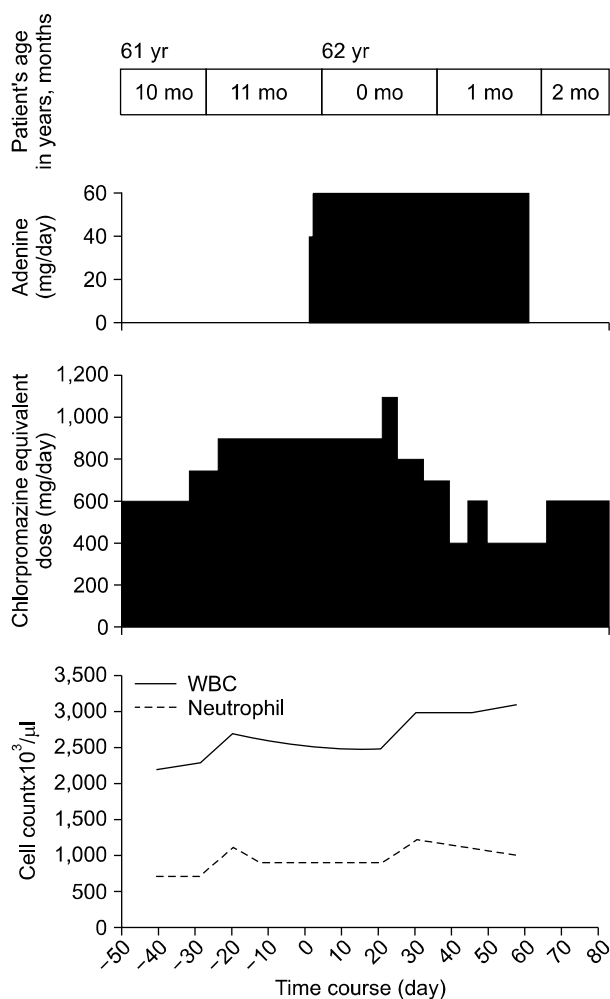 Patient's age
in years, months
61 yr
62 yr
10 mo
11 mo
0 mo
1 mo
2 mo
Adenine
(mg/day)
60
40
20
0
Chlorpromazine equivalent
dose (mg/day)
1,200
1,000
800
600
400
200
0
Cell countx10³/μl
3,500
3,000
2,500
2,000
1,500
1,000
500
0
WBC
Neutrophil
−50
−40
−30
−20
−10
0
10
20
30
40
50
60
70
80
Time course (day)